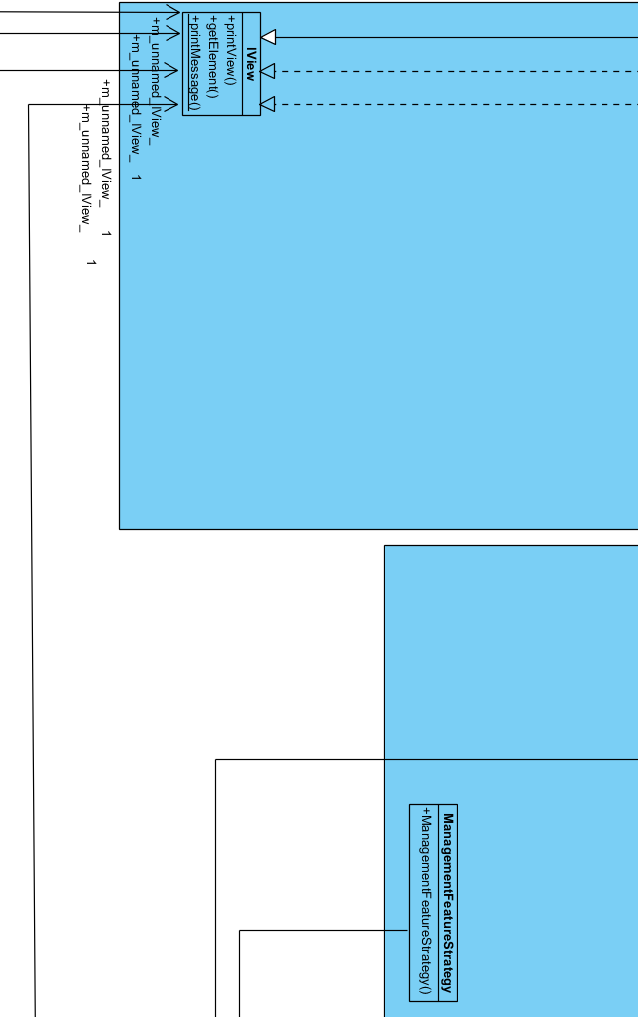 IView
+printView()
+getElement()
+printMessage()
+m_unnamed_IView_
+m_unnamed_IView_
1
+m_unnamed_IView_
1
+m_unnamed_IView_
1
ManagementFeatureStrategy
+ManagementFeatureStrategy()